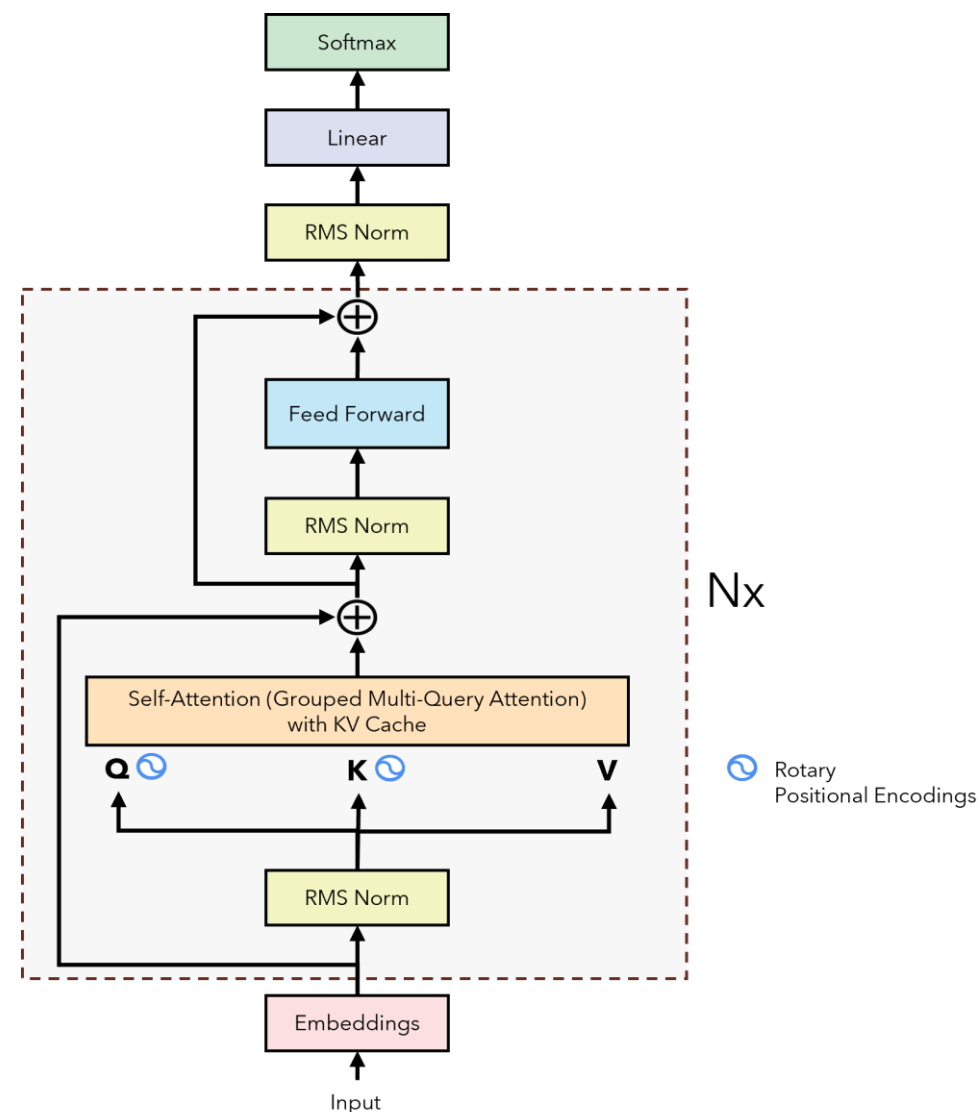 Softmax
Linear
RMS Norm
Feed Forward
RMS Norm
Nx
Self-Attention (Grouped Multi-Query Attention)
with KV Cache
Q K V
Rotary
Positional Encodings
RMS Norm
Embeddings
Input